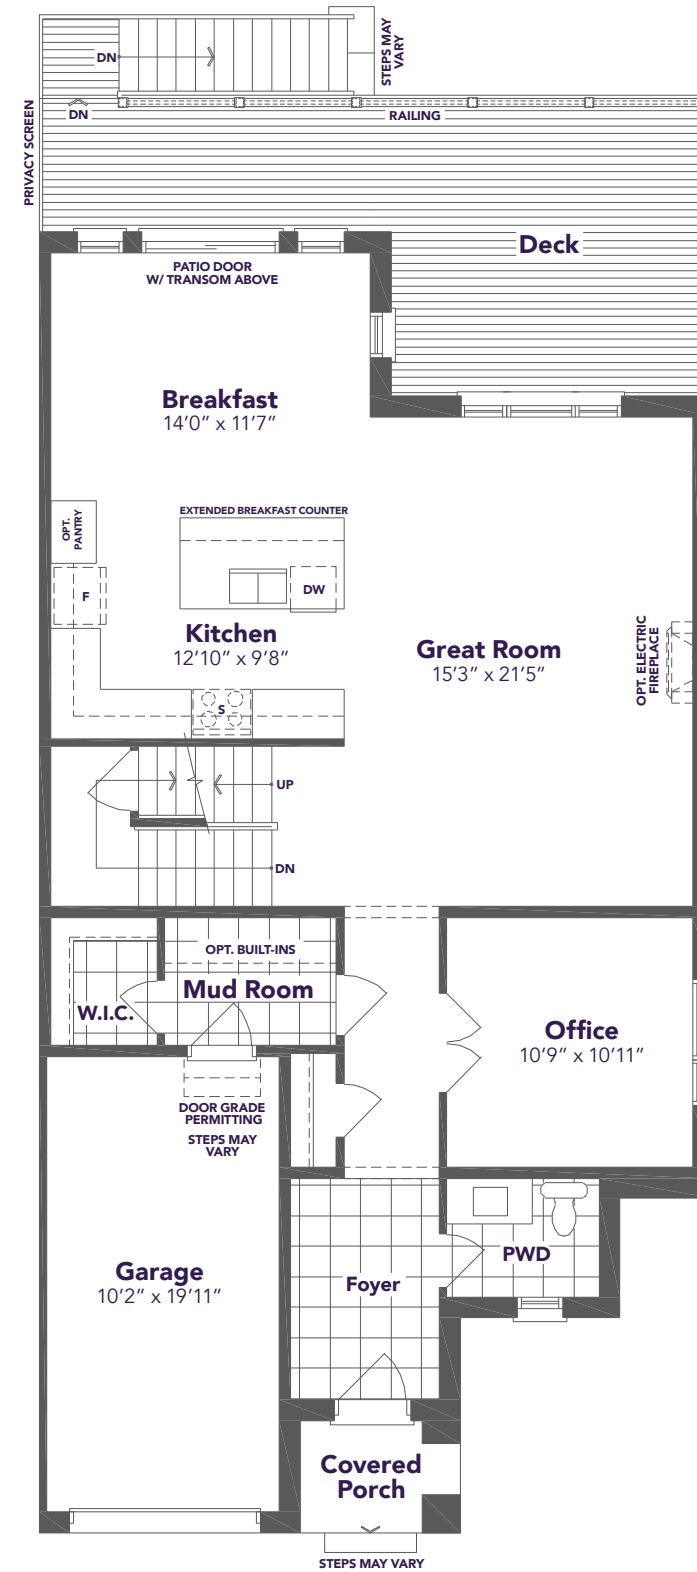 STEPS MAY
VARY
DN
DN
RAILING
PRIVACY SCREEN
Deck
PATIO DOOR
W/ TRANSOM ABOVE
Breakfast
14'0" x 11'7"
EXTENDED BREAKFAST COUNTER
OPT.
PANTRY
F
DW
Kitchen
12'10" x 9'8"
Great Room
15'3" x 21'5"
OPT. ELECTRIC
FIREPLACE
S
UP
DN
OPT. BUILT-INS
Mud Room
W.I.C.
Office
10'9" x 10'11"
DOOR GRADE
PERMITTING
STEPS MAY
VARY
PWD
Garage
10'2" x 19'11"
Foyer
Covered
Porch
STEPS MAY VARY